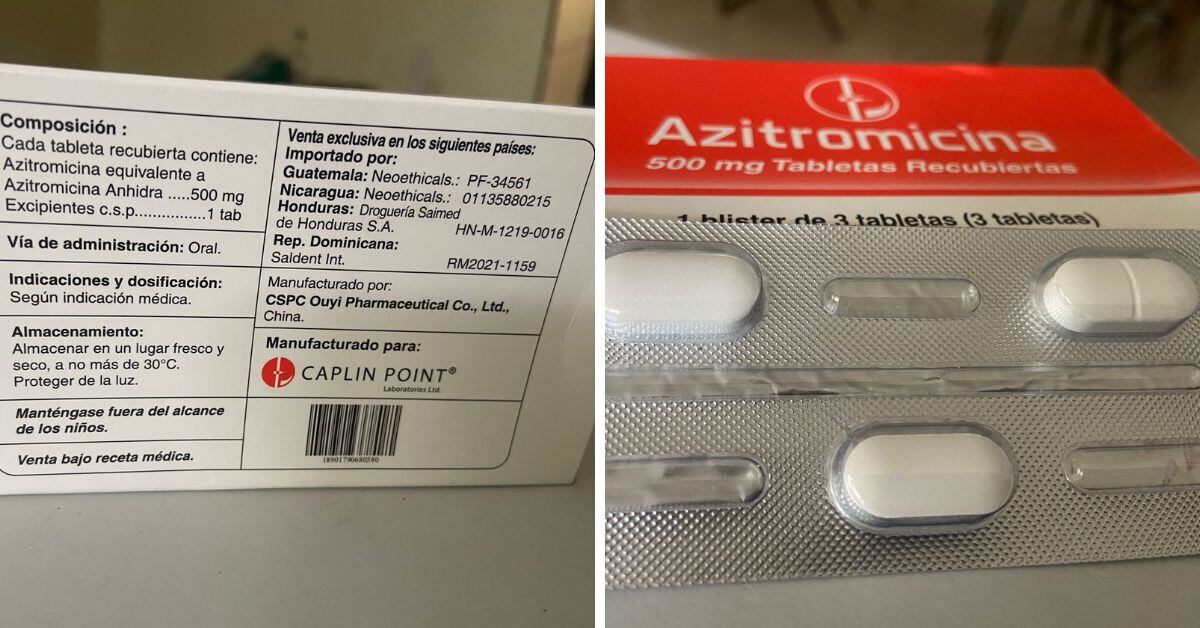 Composición :
Cada tableta recubierta contiene:
Azitromicina equivalente a
Azitromicina Anhidra .....500 mg
Excipientes c.s.p................1 tab
Vía de administración: Oral.
Indicaciones y dosificación:
Según indicación médica.
Almacenamiento:
Almacenar en un lugar fresco y
seco, a no más de 30°C.
Proteger de la luz.
Manténgase fuera del alcance
de los niños.
Venta bajo receta médica.
Venta exclusiva en los siguientes países:
Importado por:
Guatemala: Neoethicals.: PF-34561
Nicaragua: Neoethicals.: 01135880215
Honduras: Droguería Saimed
de Honduras S.A. HN-M-1219-0016
Rep. Dominicana:
Saldent Int. RM2021-1159
Manufacturado por:
CSPC Ouyi Pharmaceutical Co., Ltd.,
China.
Manufacturado para:
CAPLIN POINT®
Laboratories Ltd.
18901790680580
Azitromicina
500 mg Tabletas Recubiertas
1 blister de 3 tabletas (3 tabletas)